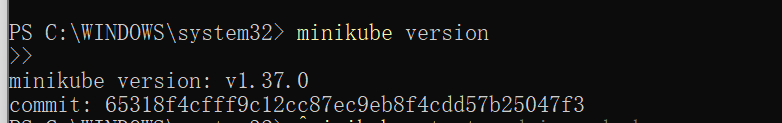 PS C:\WINDOWS\system32> minikube version
>>
minikube version: v1.37.0
commit: 65318f4cfff9c12cc87ec9eb8f4cdd57b25047f3